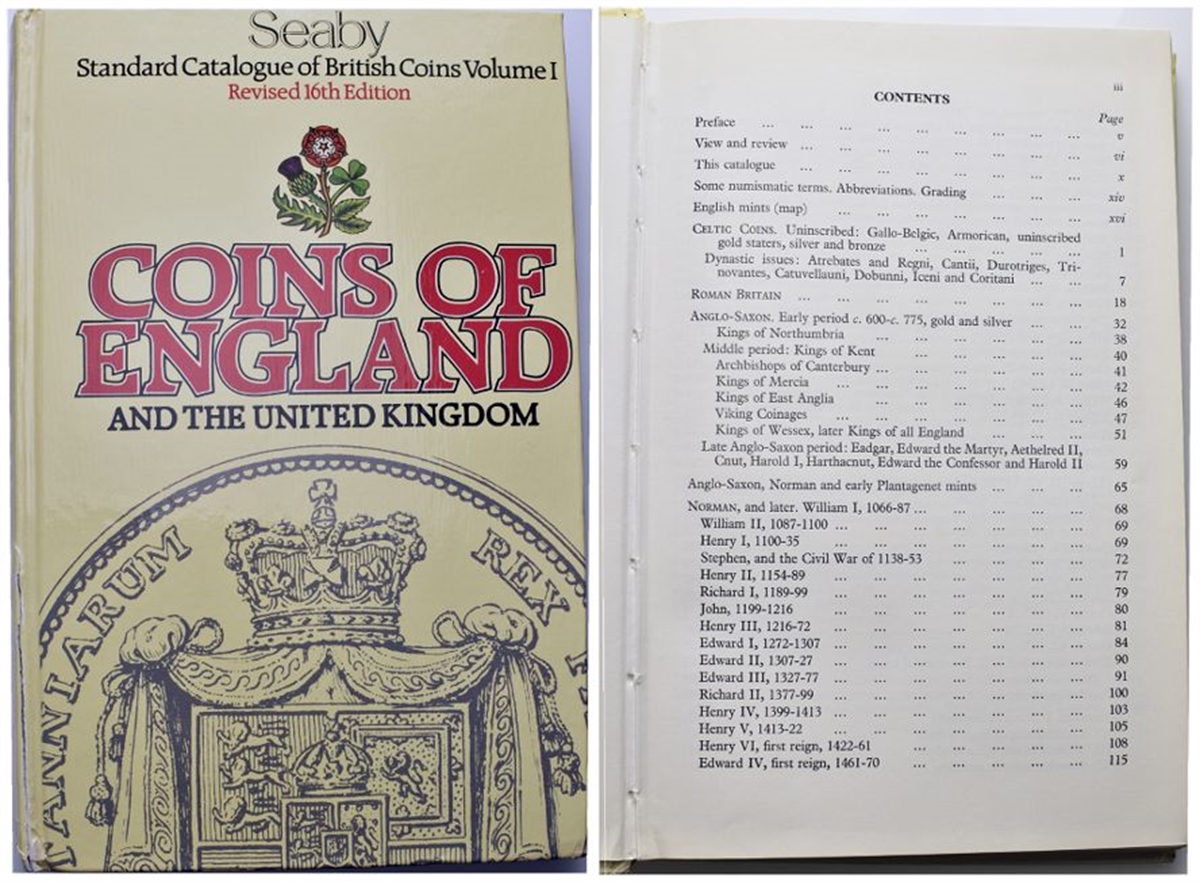 Seaby
Standard Catalogue of British Coins Volume I
Revised 16th Edition
COINS OF
ENGLAND
AND THE UNITED KINGDOM
TANNIARUM REX F
iii
CONTENTS
Page
Preface ... ... ... ... ... ... ... ... ... v
View and review ... ... ... ... ... ... ... ... vi
This catalogue ... ... ... ... ... ... ... ... x
Some numismatic terms. Abbreviations. Grading ... ... ... xiv
English mints (map) ... ... ... ... ... ... ... xvi
CELTIC COINS. Uninscribed: Gallo-Belgic, Armorican, uninscribed
gold staters, silver and bronze ... ... ... ... ... 1
Dynastic issues: Atrebates and Regni, Cantii, Durotriges, Tri-
novantes, Catuvellauni, Dobunni, Iceni and Coritani ... ... 7
ROMAN BRITAIN ... ... ... ... ... ... ... ... 18
ANGLO-SAXON. Early period c. 600-c. 775, gold and silver ... ... 32
Kings of Northumbria ... ... ... ... ... ... 38
Middle period: Kings of Kent ... ... ... ... ... 40
Archbishops of Canterbury ... ... ... ... ... ... 41
Kings of Mercia ... ... ... ... ... ... ... 42
Kings of East Anglia ... ... ... ... ... ... 46
Viking Coinages ... ... ... ... ... ... ... 47
Kings of Wessex, later Kings of all England ... ... ... 51
Late Anglo-Saxon period: Eadgar, Edward the Martyr, Aethelred II,
Cnut, Harold I, Harthacnut, Edward the Confessor and Harold II 59
Anglo-Saxon, Norman and early Plantagenet mints ... ... ... 65
NORMAN, and later. William I, 1066-87 ... ... ... ... ... 68
William II, 1087-1100 ... ... ... ... ... ... ... 69
Henry I, 1100-35 ... ... ... ... ... ... ... 69
Stephen, and the Civil War of 1138-53 ... ... ... ... 72
Henry II, 1154-89 ... ... ... ... ... ... ... 77
Richard I, 1189-99 ... ... ... ... ... ... ... 79
John, 1199-1216 ... ... ... ... ... ... ... 80
Henry III, 1216-72 ... ... ... ... ... ... ... 81
Edward I, 1272-1307 ... ... ... ... ... ... ... 84
Edward II, 1307-27 ... ... ... ... ... ... ... 90
Edward III, 1327-77 ... ... ... ... ... ... ... 91
Richard II, 1377-99 ... ... ... ... ... ... ... 100
Henry IV, 1399-1413 ... ... ... ... ... ... ... 103
Henry V, 1413-22 ... ... ... ... ... ... ... 105
Henry VI, first reign, 1422-61 ... ... ... ... ... 108
Edward IV, first reign, 1461-70 ... ... ... ... ... 115